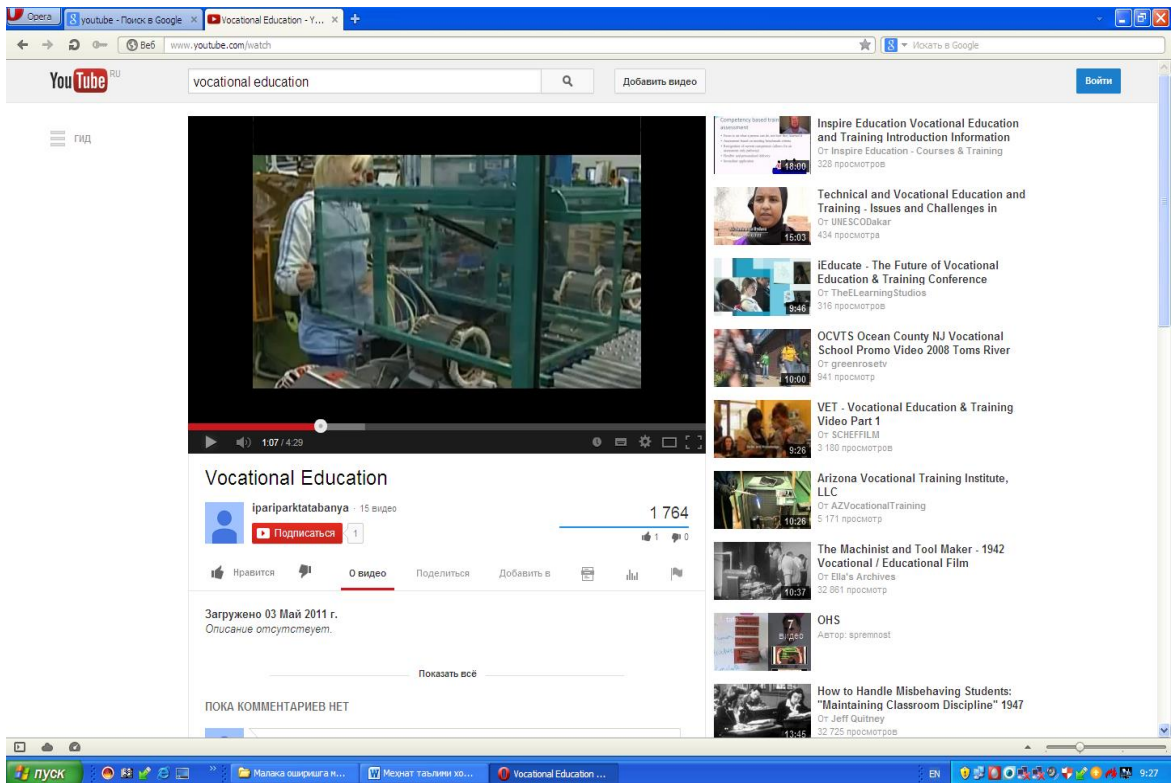 Opera
youtube - Поиск в Google
Vocational Education - Y...
Веб
www.youtube.com/watch
Искать в Google
YouTube RU
vocational education
Добавить видео
Войти
ГИД
1:07 / 4:29
Vocational Education
ipariparktatabanya · 15 видео
Подписаться 1
1 764
1 0
Нравится
О видео
Поделиться
Добавить в
Загружено 03 Май 2011 г.
Описание отсутствует.
Показать всё
ПОКА КОММЕНТАРИЕВ НЕТ
Competency based
assessment
18:00
Inspire Education Vocational Education
and Training Introduction Information
От Inspire Education - Courses & Training
328 просмотров
15:03
Technical and Vocational Education and
Training - Issues and Challenges in
От UNESCODakar
434 просмотра
9:46
iEducate - The Future of Vocational
Education & Training Conference
От TheELearningStudios
316 просмотров
10:00
OCVTS Ocean County NJ Vocational
School Promo Video 2008 Toms River
От greenrosetv
941 просмотр
9:26
VET - Vocational Education & Training
Video Part 1
От SCHEFFILM
3 180 просмотров
10:26
Arizona Vocational Training Institute,
LLC
От AZVocationalTraining
5 171 просмотр
10:37
The Machinist and Tool Maker - 1942
Vocational / Educational Film
От Ella's Archives
32 861 просмотр
7
видео
OHS
Автор: spremnost
13:45
How to Handle Misbehaving Students:
"Maintaining Classroom Discipline" 1947
От Jeff Quitney
32 725 просмотров
пуск
Малака оширишга м...
Меҳнат таълими хо...
Vocational Education ...
EN
9:27